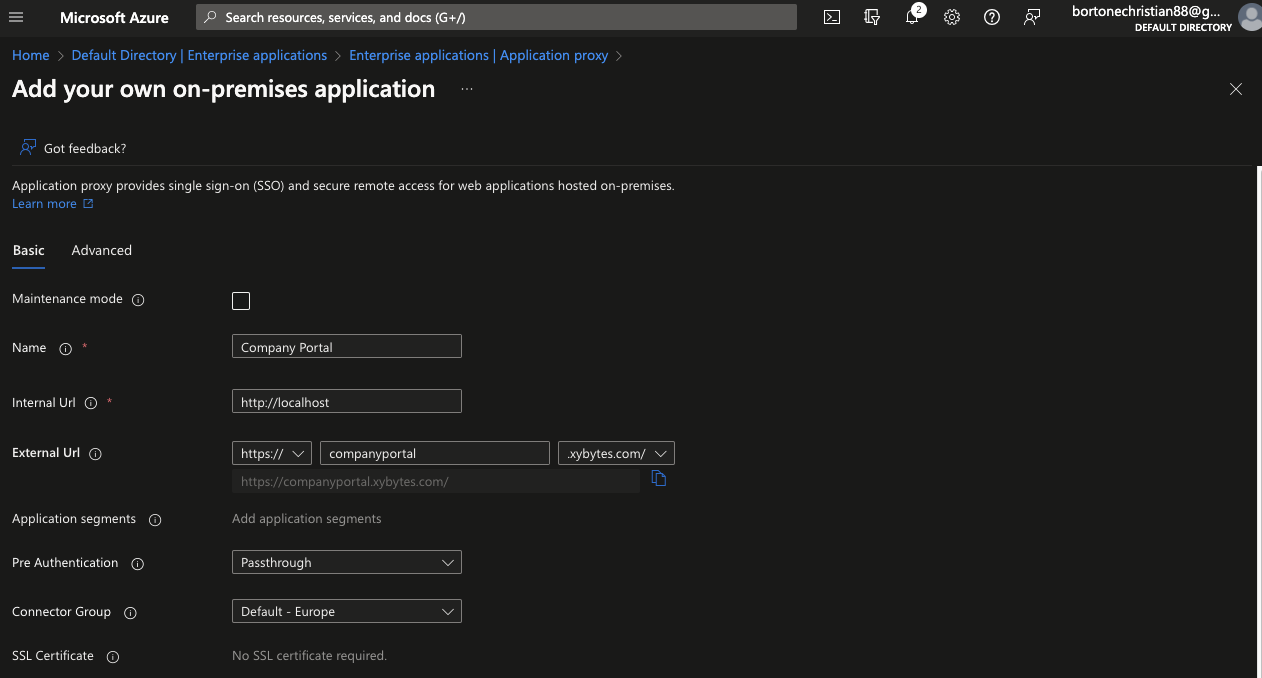 Microsoft Azure
Search resources, services, and docs (G+/)
2
bortonechristian88@g...
DEFAULT DIRECTORY
Home > Default Directory | Enterprise applications > Enterprise applications | Application proxy >
Add your own on-premises application ...
Got feedback?
Application proxy provides single sign-on (SSO) and secure remote access for web applications hosted on-premises.
Learn more
Basic Advanced
Maintenance mode
Name * Company Portal
Internal Url * http://localhost
External Url https:// companyportal .xybytes.com/
https://companyportal.xybytes.com/
Application segments Add application segments
Pre Authentication Passthrough
Connector Group Default - Europe
SSL Certificate No SSL certificate required.